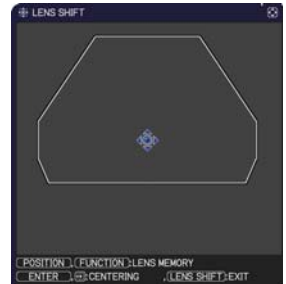 LENS SHIFT
POSITION , FUNCTION :LENS MEMORY
ENTER , :CENTERING , LENS SHIFT :EXIT